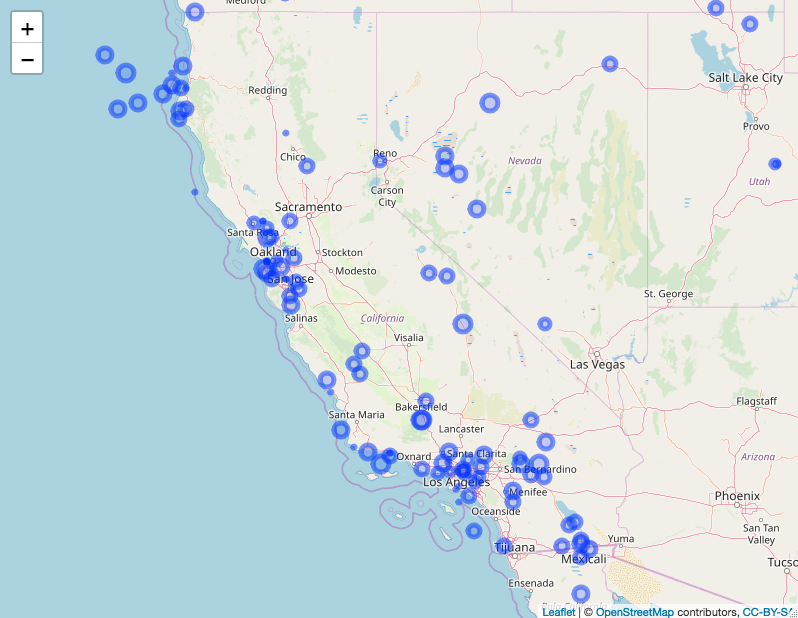 Medford
+
−
Redding
Salt Lake City
Provo
Chico
Reno
Nevada
Utah
Carson
City
Sacramento
Santa Rosa
Oakland
Stockton
Modesto
San Jose
St. George
Salinas
California
Visalia
Las Vegas
Bakersfield
Flagstaff
Santa Maria
Lancaster
Oxnard
Santa Clarita
San Bernardino
Arizona
Los Angeles
Menifee
Phoenix
Oceanside
San Tan
Valley
Tijuana
Yuma
Mexicali
Tucso
Ensenada
Leaflet | © OpenStreetMap contributors, CC-BY-SA